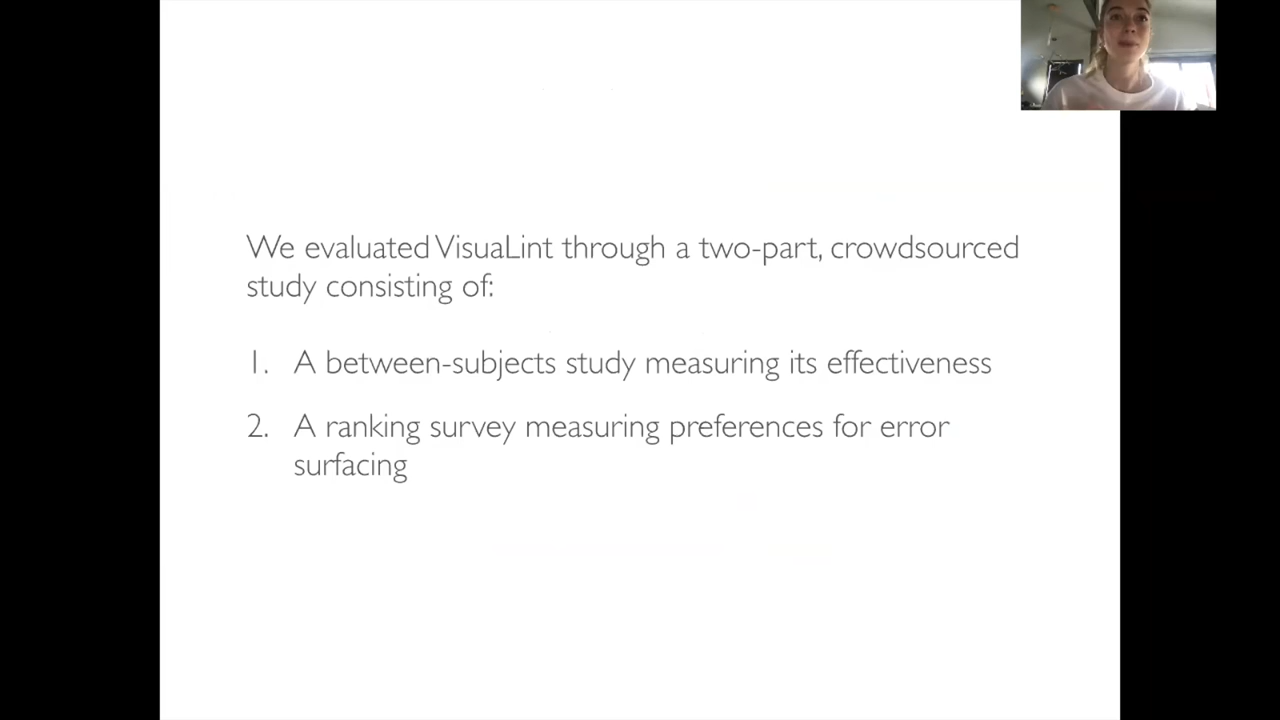 We evaluated VisuaLint through a two-part, crowdsourced
study consisting of:
1. A between-subjects study measuring its effectiveness
2. A ranking survey measuring preferences for error
surfacing